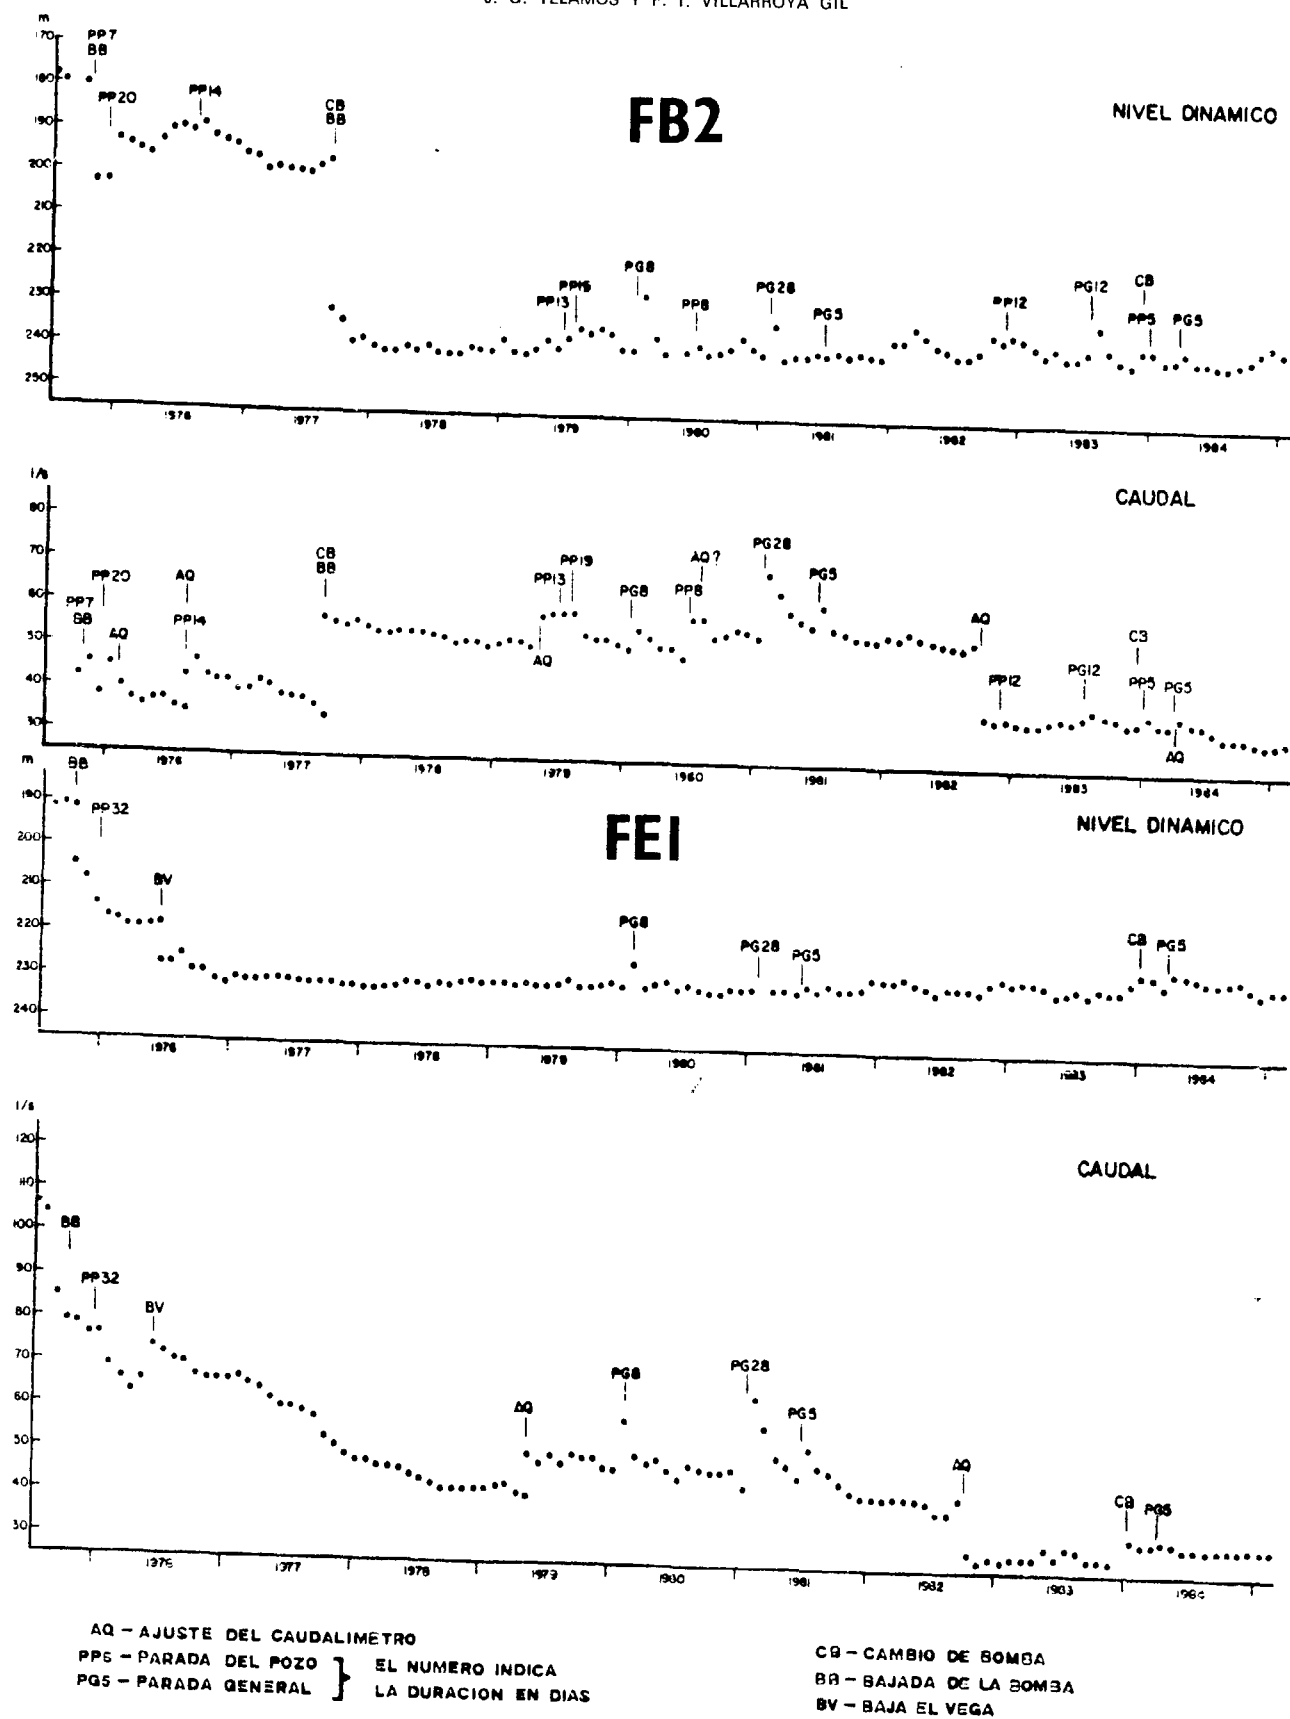 J. G. YELAMOS Y F. I. VILLARROYA GIL
m
170
180
190
200
210
220
230
240
250
PP7
BB
PP20
PP14
CB
BB
FB2
NIVEL DINAMICO
PP13
PP15
PG8
PP8
PG28
PG5
PP12
PG12
CB
PP5
PG5
1976
1977
1978
1979
1980
1981
1982
1983
1984
l/s
80
70
60
50
40
30
CAUDAL
PP7
BB
PP20
AQ
AQ
PP14
CB
BB
PP13
PP19
AQ
PG8
PP8
AQ?
PG28
PG5
AQ
PP12
PG12
CB
PP5
PG5
AQ
1976
1977
1978
1979
1980
1981
1982
1983
1984
m
190
200
210
220
230
240
BB
PP32
BV
FE1
NIVEL DINAMICO
PG8
PG28
PG5
CB
PG5
1976
1977
1978
1979
1980
1981
1982
1983
1984
l/s
120
110
100
90
80
70
60
50
40
30
CAUDAL
BB
PP32
BV
AQ
PG8
PG28
PG5
AQ
CB
PG5
1976
1977
1978
1979
1980
1981
1982
1983
1984
AQ – AJUSTE DEL CAUDALIMETRO
PP5 – PARADA DEL POZO
PG5 – PARADA GENERAL
} EL NUMERO INDICA
LA DURACION EN DIAS
CB – CAMBIO DE BOMBA
BB – BAJADA DE LA BOMBA
BV – BAJA EL VEGA